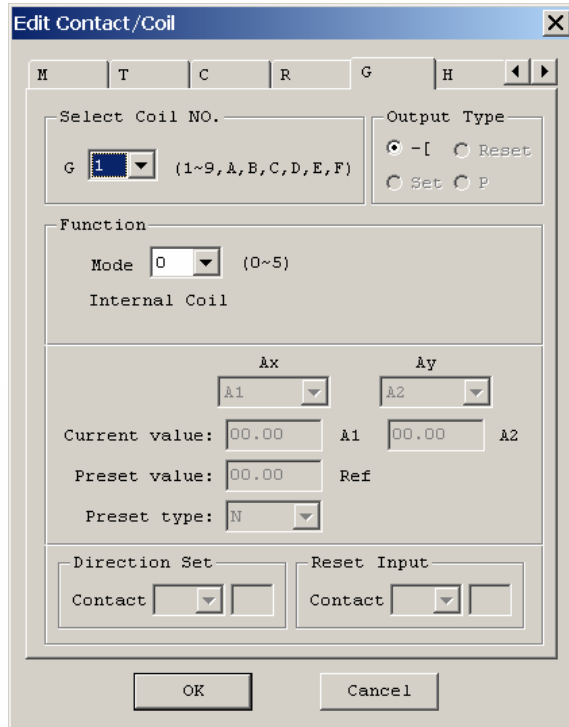 Edit Contact/Coil
M T C R G H
Select Coil NO.
G 1 (1~9,A,B,C,D,E,F)
Output Type
-[ Reset
Set P
Function
Mode 0 (0~5)
Internal Coil
Ax Ay
A1 A2
Current value: 00.00 A1 00.00 A2
Preset value: 00.00 Ref
Preset type: N
Direction Set
Contact
Reset Input
Contact
OK Cancel